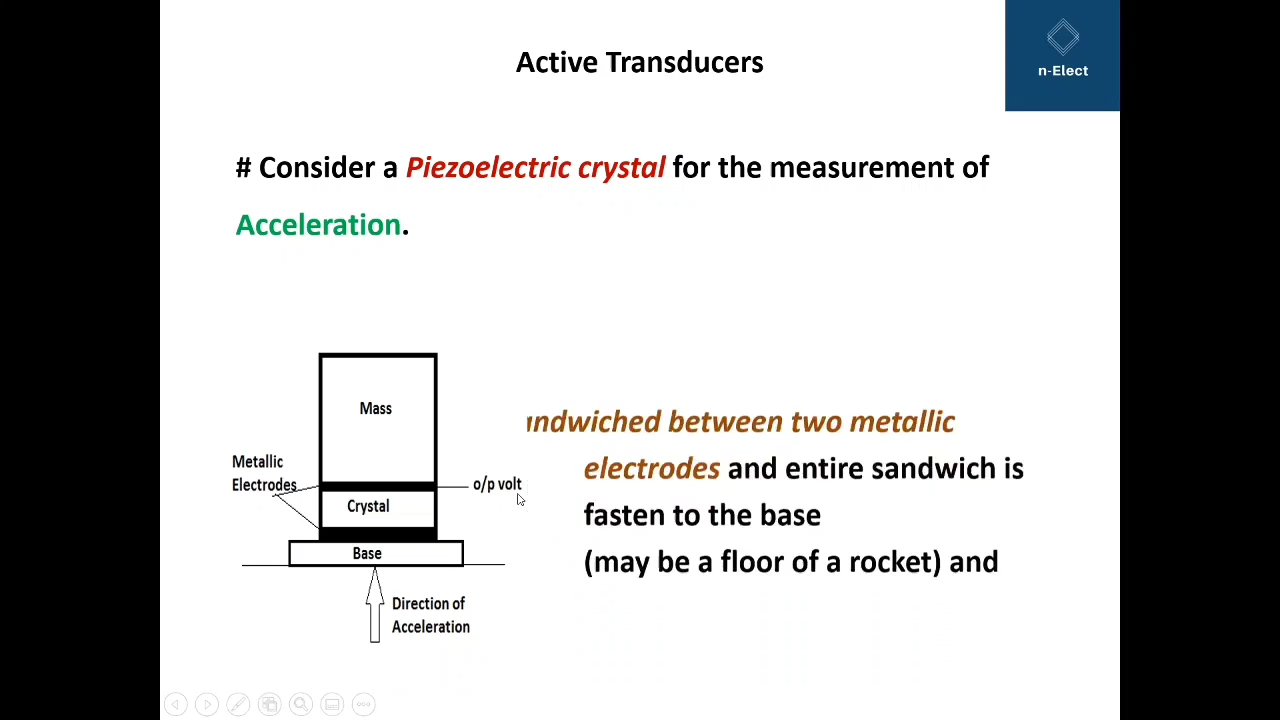 Active Transducers
n-Elect
# Consider a Piezoelectric crystal for the measurement of
Acceleration.
Mass
Metallic
Electrodes
o/p volt
Crystal
Base
Direction of
Acceleration
between two metallic
electrodes and entire sandwich is
fasten to the base
(may be a floor of a rocket) and